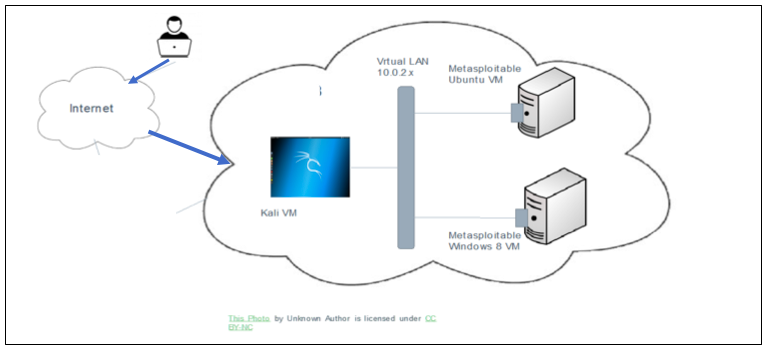 Vrtual LAN
10.0.2.x
Metasploitable
Ubuntu VM
Internet
Kali VM
Metasploitable
Windows 8 VM
This Photo by Unknown Author is licensed under CC
BY-NC